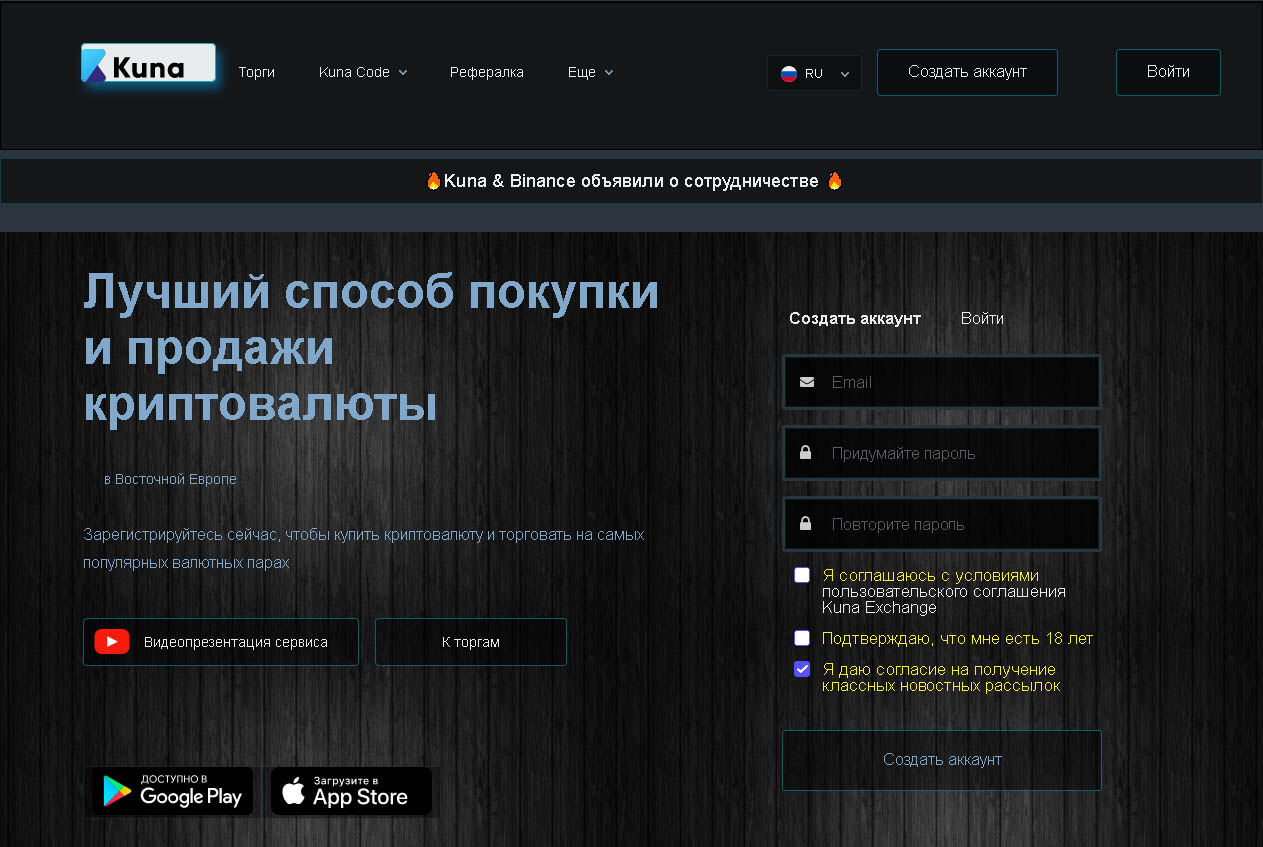 Kuna
Торги
Kuna Code
Рефералка
Еще
RU
Создать аккаунт
Войти
🔥Kuna & Binance объявили о сотрудничестве 🔥
Лучший способ покупки
и продажи
криптовалюты
в Восточной Европе
Зарегистрируйтесь сейчас, чтобы купить криптовалюту и торговать на самых
популярных валютных парах
Видеопрезентация сервиса
К торгам
ДОСТУПНО В
Google Play
Загрузите в
App Store
Создать аккаунт
Войти
Email
Придумайте пароль
Повторите пароль
Я соглашаюсь с условиями
пользовательского соглашения
Kuna Exchange
Подтверждаю, что мне есть 18 лет
Я даю согласие на получение
классных новостных рассылок
Создать аккаунт